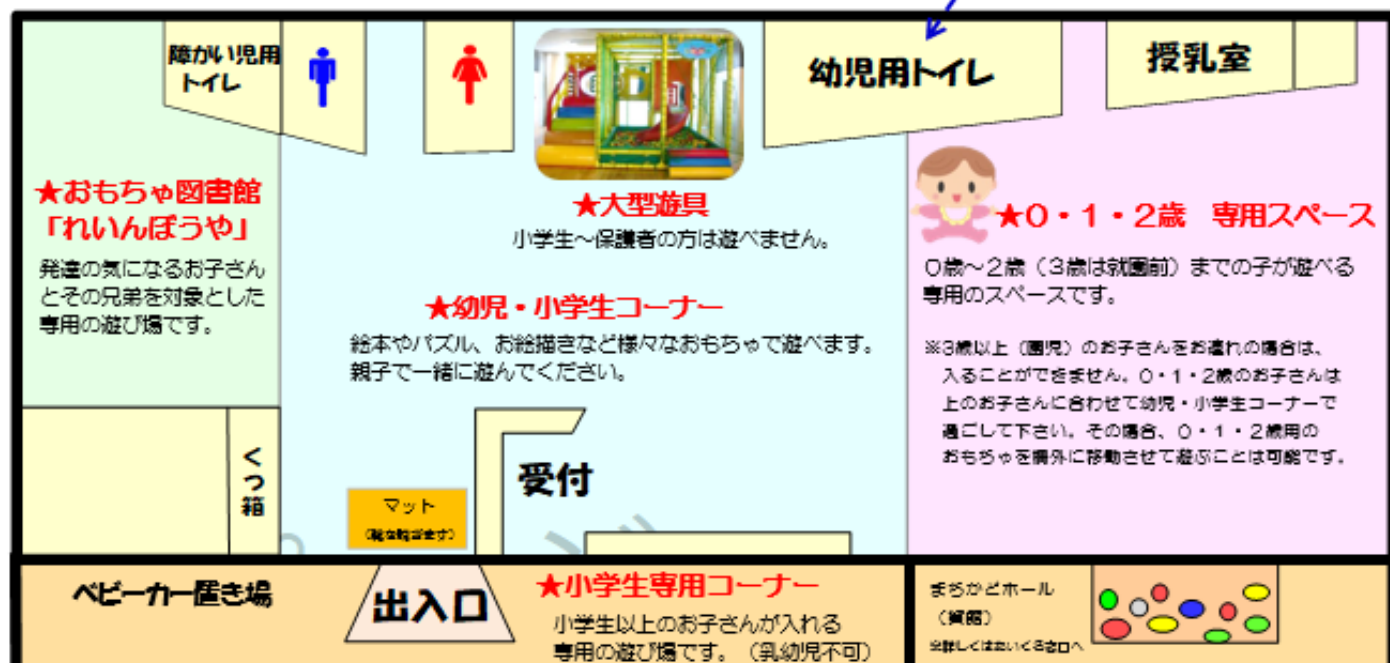 障がい児用
トイレ
幼児用トイレ
授乳室
★おもちゃ図書館
「れいんぼうや」
発達の気になるお子さん
とその兄弟を対象とした
専用の遊び場です。
★大型遊具
小学生～保護者の方は遊べません。
★幼児・小学生コーナー
絵本やパズル、お絵描きなど様々なおもちゃで遊べます。
親子で一緒に遊んでください。
★0・1・2歳 専用スペース
0歳～2歳（3歳は就園前）までの子が遊べる
専用のスペースです。
※3歳以上（園児）のお子さんをお連れの場合は、
入ることができません。0・1・2歳のお子さんは
上のお子さんに合わせて幼児・小学生コーナーで
過ごして下さい。その場合、0・1・2歳用の
おもちゃを柵外に移動させて遊ぶことは可能です。
くつ箱
マット
（靴を脱ぎます）
受付
ベビーカー置き場
出入口
★小学生専用コーナー
小学生以上のお子さんが入れる
専用の遊び場です。（乳幼児不可）
まちかどホール
（貸館）